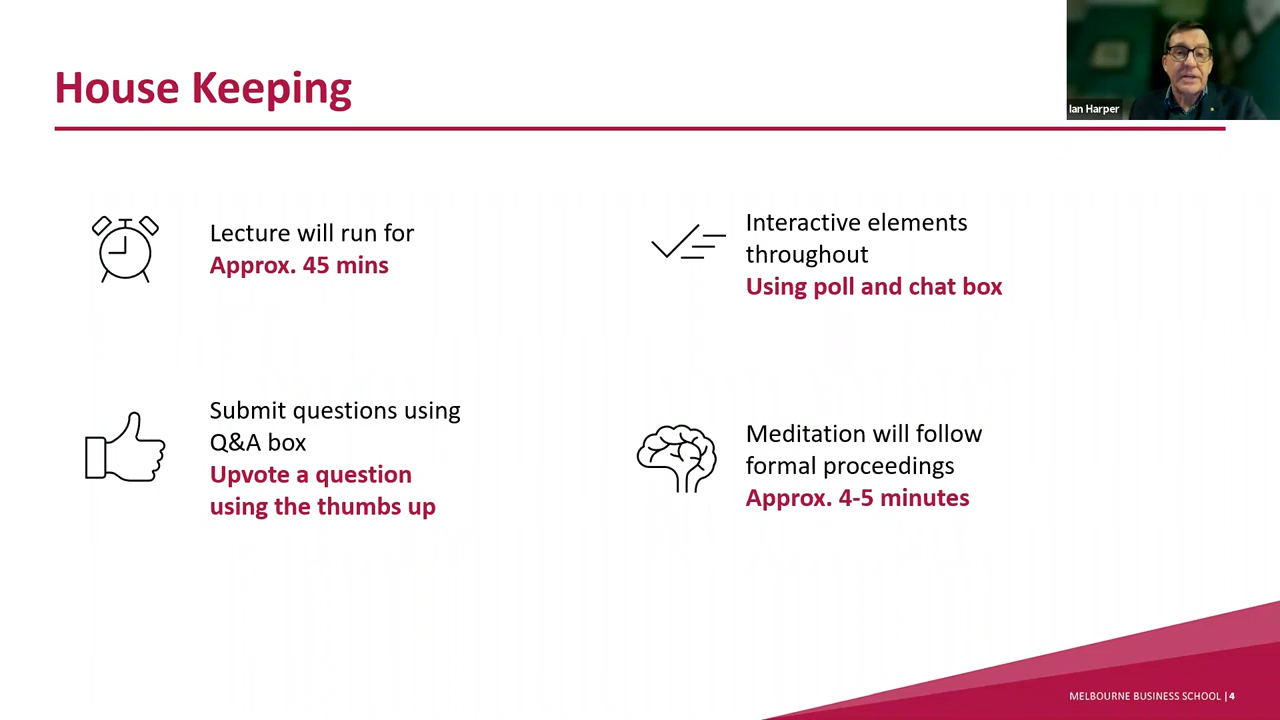 House Keeping
Ian Harper
Lecture will run for
Approx. 45 mins
Interactive elements
throughout
Using poll and chat box
Submit questions using
Q&A box
Upvote a question
using the thumbs up
Meditation will follow
formal proceedings
Approx. 4-5 minutes
MELBOURNE BUSINESS SCHOOL | 4